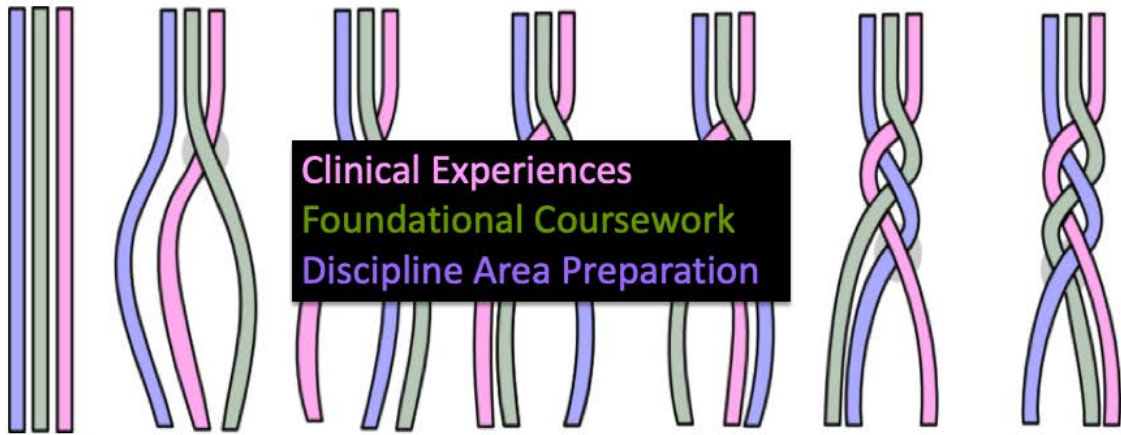 Clinical Experiences
Foundational Coursework
Discipline Area Preparation